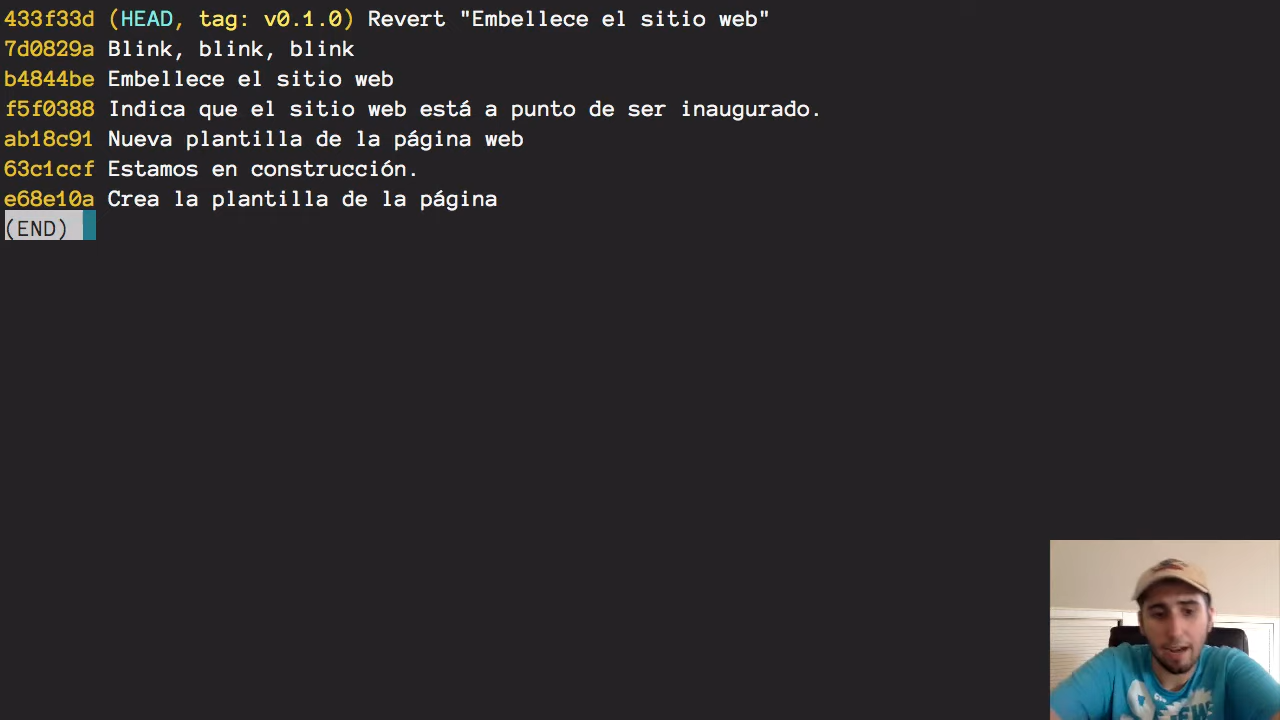 433f33d (HEAD, tag: v0.1.0) Revert "Embellece el sitio web"
7d0829a Blink, blink, blink
b4844be Embellece el sitio web
f5f0388 Indica que el sitio web está a punto de ser inaugurado.
ab18c91 Nueva plantilla de la página web
63c1ccf Estamos en construcción.
e68e10a Crea la plantilla de la página
(END)